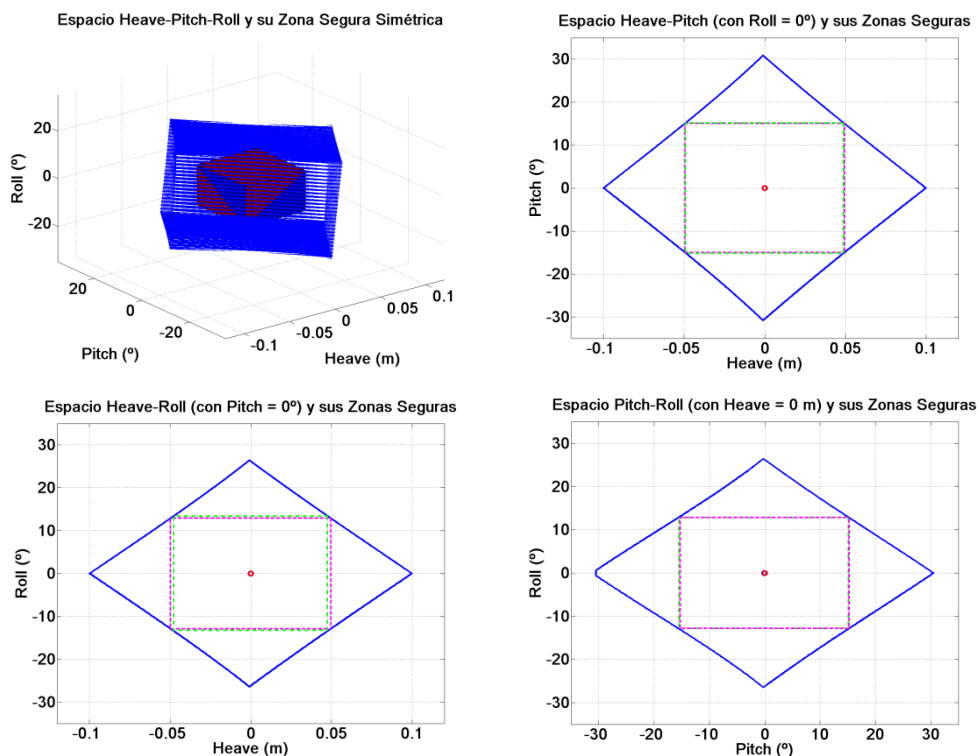 Espacio Heave-Pitch-Roll y su Zona Segura Simétrica
20
0
-20
Roll (º)
20
0
-20
Pitch (º)
-0.1
-0.05
0
0.05
0.1
Heave (m)
Espacio Heave-Pitch (con Roll = 0º) y sus Zonas Seguras
30
20
10
0
-10
-20
-30
Pitch (º)
-0.1 -0.05 0 0.05 0.1
Heave (m)
Espacio Heave-Roll (con Pitch = 0º) y sus Zonas Seguras
30
20
10
0
-10
-20
-30
Roll (º)
-0.1 -0.05 0 0.05 0.1
Heave (m)
Espacio Pitch-Roll (con Heave = 0 m) y sus Zonas Seguras
30
20
10
0
-10
-20
-30
Roll (º)
-30 -20 -10 0 10 20 30
Pitch (º)